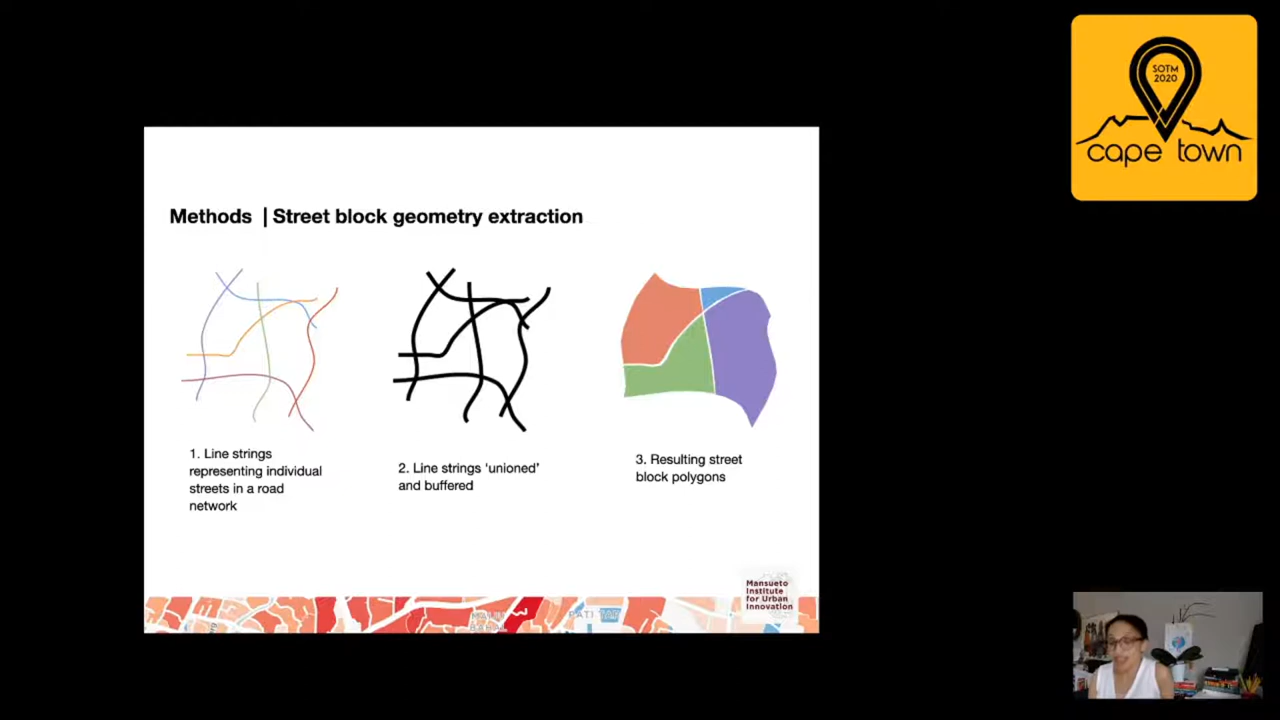 SOTM
2020
cape town
Methods | Street block geometry extraction
1. Line strings
representing individual
streets in a road
network
2. Line strings ‘unioned’
and buffered
3. Resulting street
block polygons
Mansueto
Institute
for Urban
Innovation